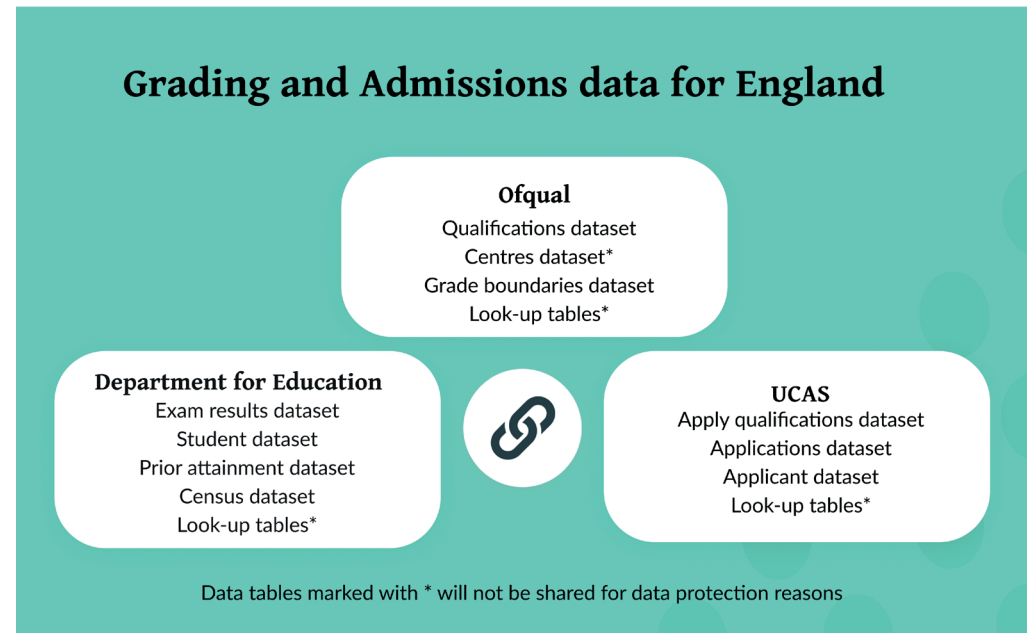 Grading and Admissions data for England
Ofqual
Qualifications dataset
Centres dataset*
Grade boundaries dataset
Look-up tables*
Department for Education
Exam results dataset
Student dataset
Prior attainment dataset
Census dataset
Look-up tables*
UCAS
Apply qualifications dataset
Applications dataset
Applicant dataset
Look-up tables*
Data tables marked with * will not be shared for data protection reasons